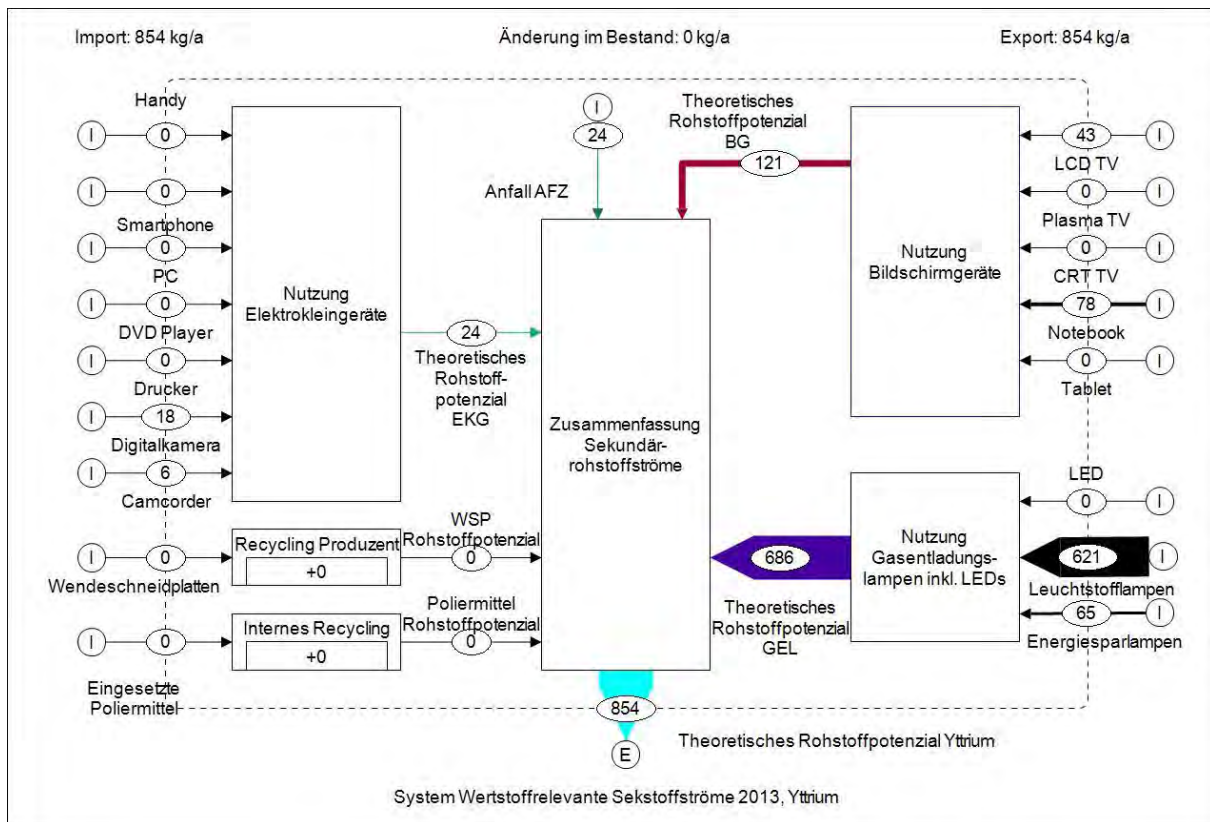 Import: 854 kg/a
Änderung im Bestand: 0 kg/a
Export: 854 kg/a
Handy
I
0
I
0
Smartphone
I
0
PC
I
0
DVD Player
I
0
Drucker
I
18
Digitalkamera
I
6
Camcorder
Nutzung
Elektrokleingeräte
24
Theoretisches
Rohstoff-
potenzial
EKG
I
24
Anfall AFZ
Theoretisches
Rohstoffpotenzial
BG
121
Nutzung
Bildschirmgeräte
43
I
LCD TV
0
I
Plasma TV
0
I
CRT TV
78
I
Notebook
0
I
Tablet
Zusammenfassung
Sekundär-
rohstoffströme
I
0
Wendeschneidplatten
Recycling Produzent
+0
WSP
Rohstoffpotenzial
0
I
0
Eingesetzte
Poliermittel
Internes Recycling
+0
Poliermittel
Rohstoffpotenzial
0
686
Theoretisches
Rohstoffpotenzial
GEL
Nutzung
Gasentladungs-
lampen inkl. LEDs
LED
0
I
621
I
Leuchtstofflampen
65
I
Energiesparlampen
854
E
Theoretisches Rohstoffpotenzial Yttrium
System Wertstoffrelevante Sekstoffströme 2013, Yttrium